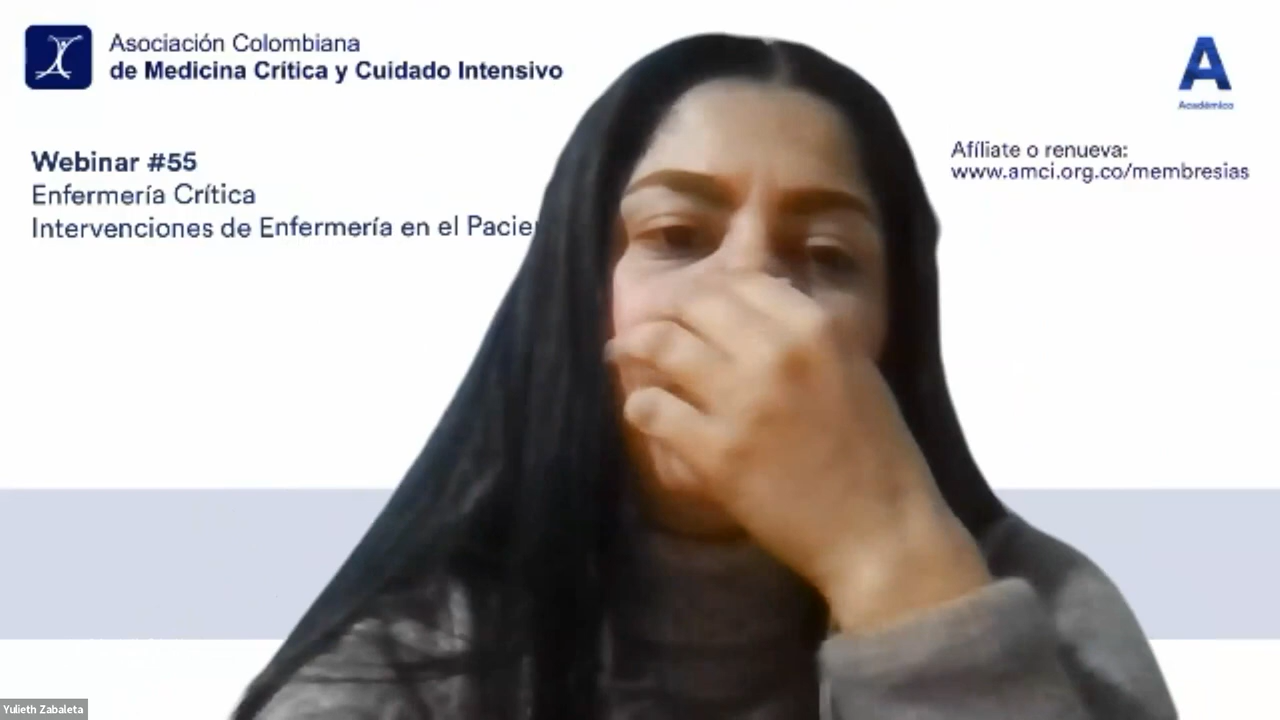 Asociación Colombiana
de Medicina Crítica y Cuidado Intensivo
A
Académico
Webinar #55
Enfermería Crítica
Intervenciones de Enfermería en el
Afíliate o renueva:
www.amci.org.co/membresias
Yulieth Zabaleta